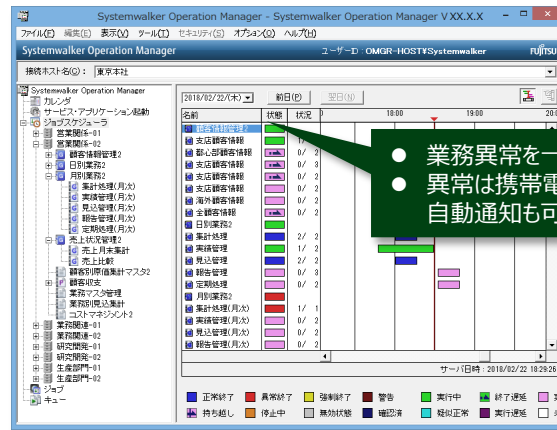 Systemwalker Operation Manager - Systemwalker Operation Manager V XX.X.X
ファイル(F) 編集(E) 表示(V) ツール(T) セキュリティ(S) オプション(O) ヘルプ(H)
Systemwalker Operation Manager ユーザーID : OMGR-HOST¥Systemwalker FUJITSU
接続ホスト名(G) : 東京本社
Systemwalker Operation Manager
カレンダ
サービス・アプリケーション起動
ジョブスケジューラ
営業関係-01
営業関係-02
顧客情報管理2
日別業務2
月別業務2
集計処理(月次)
実績管理(月次)
見込管理(月次)
報告管理(月次)
定期処理(月次)
売上状況管理2
売上月末集計
売上比較
顧客別原価集計マスタ2
顧客収支
業務マスタ管理
業務別見込集計
コストマネジメント2
業務関連-01
業務関連-02
研究開発-01
研究開発-02
生産部門-01
生産部門-02
ジョブ
キュー
2018/02/22/(木) 前日(P) 翌日(N)
名前 状態 状況 18:00 19:00 20:0
顧客情報管理2
支店顧客情報 1/
都心部顧客情報 0/ 2
支店顧客情報 0/ 2
支店顧客情報 0/ 2
支店顧客情報 0/ 2
海外顧客情報 0/ 2
全顧客情報 0/ 2
日別業務2
集計処理 2/ 2
実績管理 1/ 2
見込管理 2/ 2
報告管理 0/ 3
定期処理 0/ 2
月別業務2
集計処理(月次) 1/ 1
実績管理(月次) 0/ 2
見込管理(月次) 0/ 2
報告管理(月次) 0/ 2
● 業務異常を一
● 異常は携帯電
自動通知も可
サーバ日時 : 2018/02/22 18:29:26
正常終了 異常終了 強制終了 警告 実行中 終了遅延
持ち越し 停止中 無効状態 確認済 疑似正常 実行遅延